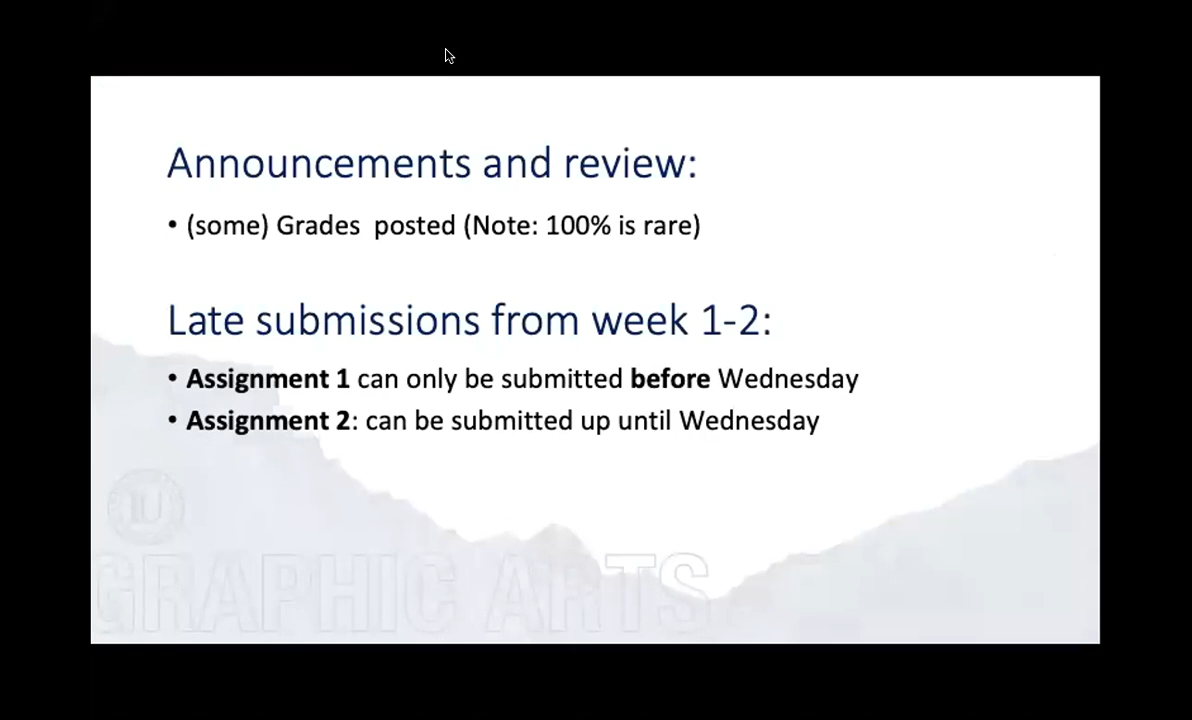 Announcements and review:
• (some) Grades  posted (Note: 100% is rare)
Late submissions from week 1-2:
• Assignment 1 can only be submitted before Wednesday
• Assignment 2: can be submitted up until Wednesday
GRAPHIC ARTS